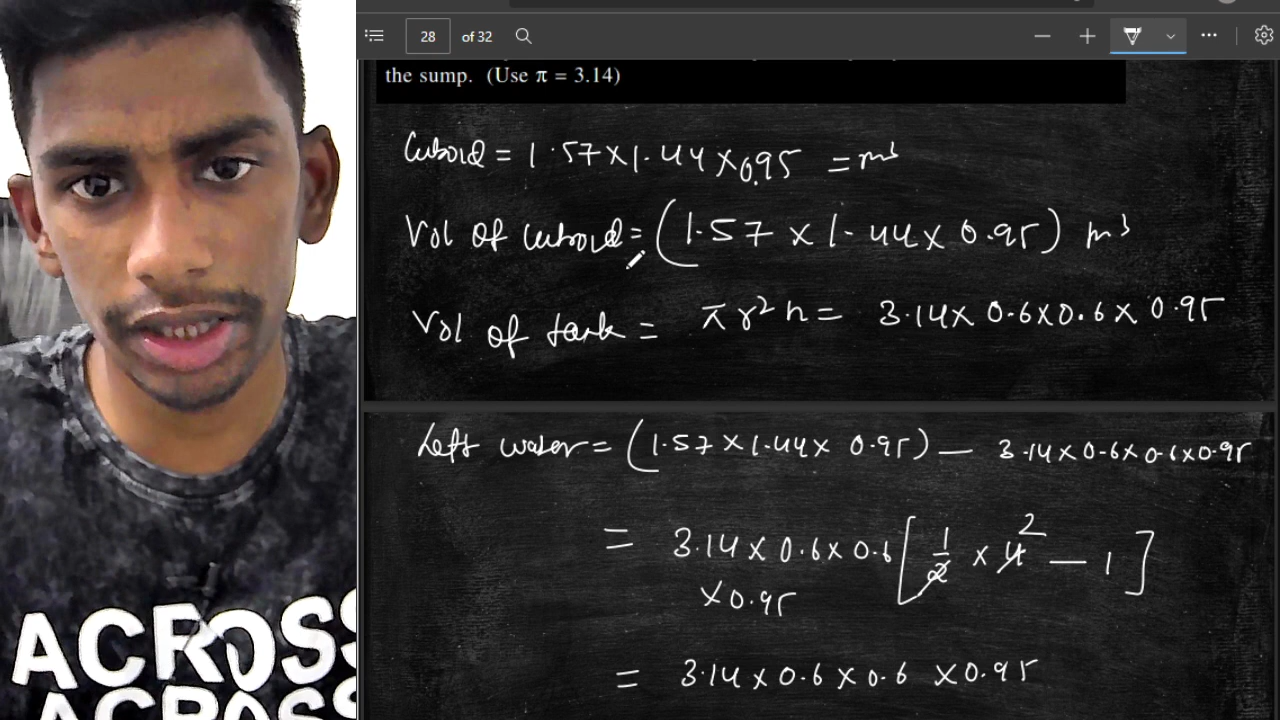 28 of 32
the sump. (Use π = 3.14)
Cuboid = 1.57×1.44×0.95 = m³
Vol of cuboid = (1.57 × 1.44 × 0.95) m³
Vol of tank = πr²h = 3.14× 0.6×0.6 × 0.95
Left water = (1.57×1.44× 0.95) — 3.14×0.6×0.6×0.95
= 3.14 × 0.6× 0.6 [1/2 × 4 2 — 1]
×0.95
= 3.14 × 0.6 × 0.6 ×0.95
ACROSS
ACROSS